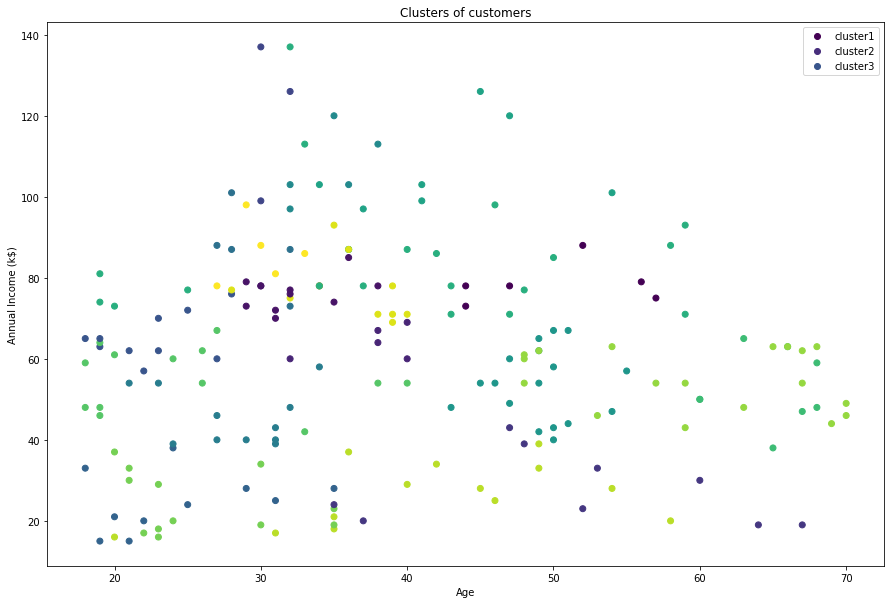 Clusters of customers
cluster1
cluster2
cluster3
Annual Income (k$)
140
120
100
80
60
40
20
20 30 40 50 60 70
Age